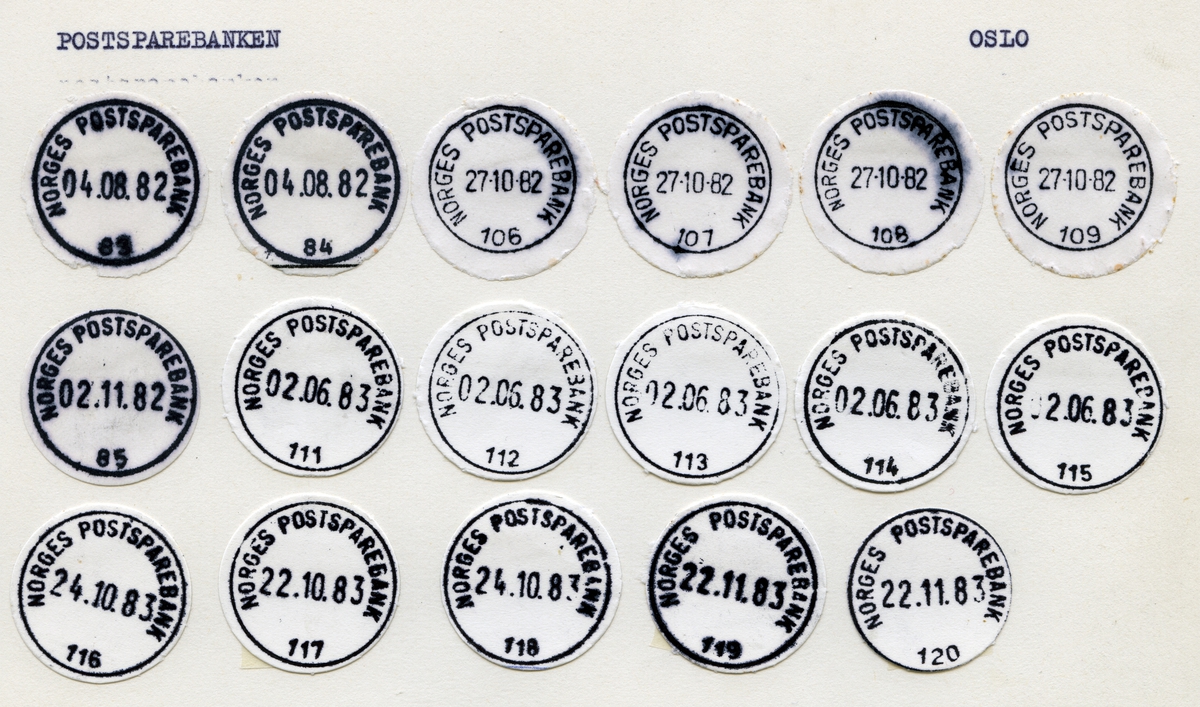 POSTSPAREBANKEN
OSLO
NORGES POSTSPAREBANK
04.08.82
83
NORGES POSTSPAREBANK
04.08.82
84
NORGES POSTSPAREBANK
27·10·82
106
NORGES POSTSPAREBANK
27·10·82
107
NORGES POSTSPAREBANK
27·10·82
108
NORGES POSTSPAREBANK
27·10·82
109
NORGES POSTSPAREBANK
02.11.82
85
NORGES POSTSPAREBANK
02.06.83
111
NORGES POSTSPAREBANK
02.06.83
112
NORGES POSTSPAREBANK
02.06.83
113
NORGES POSTSPAREBANK
02.06.83
114
NORGES POSTSPAREBANK
02.06.83
115
NORGES POSTSPAREBANK
24.10.83
116
NORGES POSTSPAREBANK
22.10.83
117
NORGES POSTSPAREBANK
24.10.83
118
NORGES POSTSPAREBANK
22.11.83
119
NORGES POSTSPAREBANK
22.11.83
120